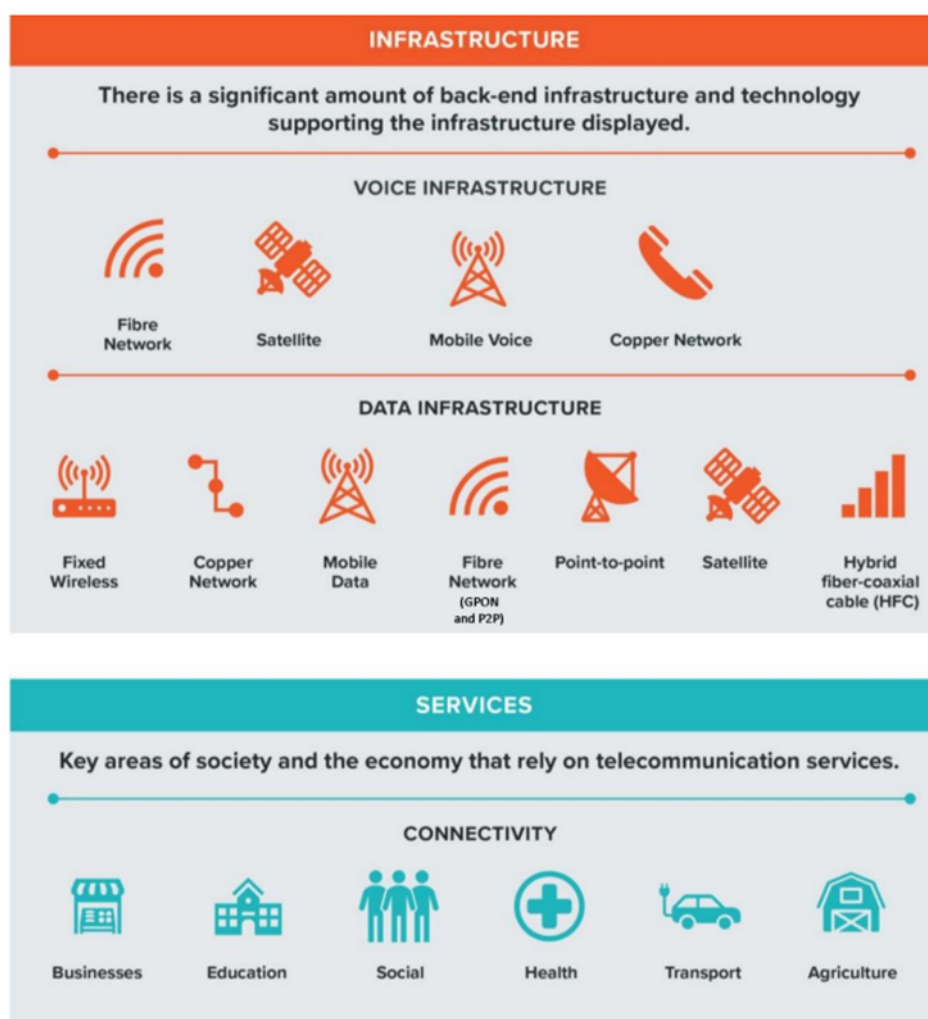 INFRASTRUCTURE
There is a significant amount of back-end infrastructure and technology
supporting the infrastructure displayed.
VOICE INFRASTRUCTURE
Fibre
Network
Satellite
Mobile Voice
Copper Network
DATA INFRASTRUCTURE
Fixed
Wireless
Copper
Network
Mobile
Data
Fibre
Network
(GPON
and P2P)
Point-to-point
Satellite
Hybrid
fiber-coaxial
cable (HFC)
SERVICES
Key areas of society and the economy that rely on telecommunication services.
CONNECTIVITY
Businesses
Education
Social
Health
Transport
Agriculture